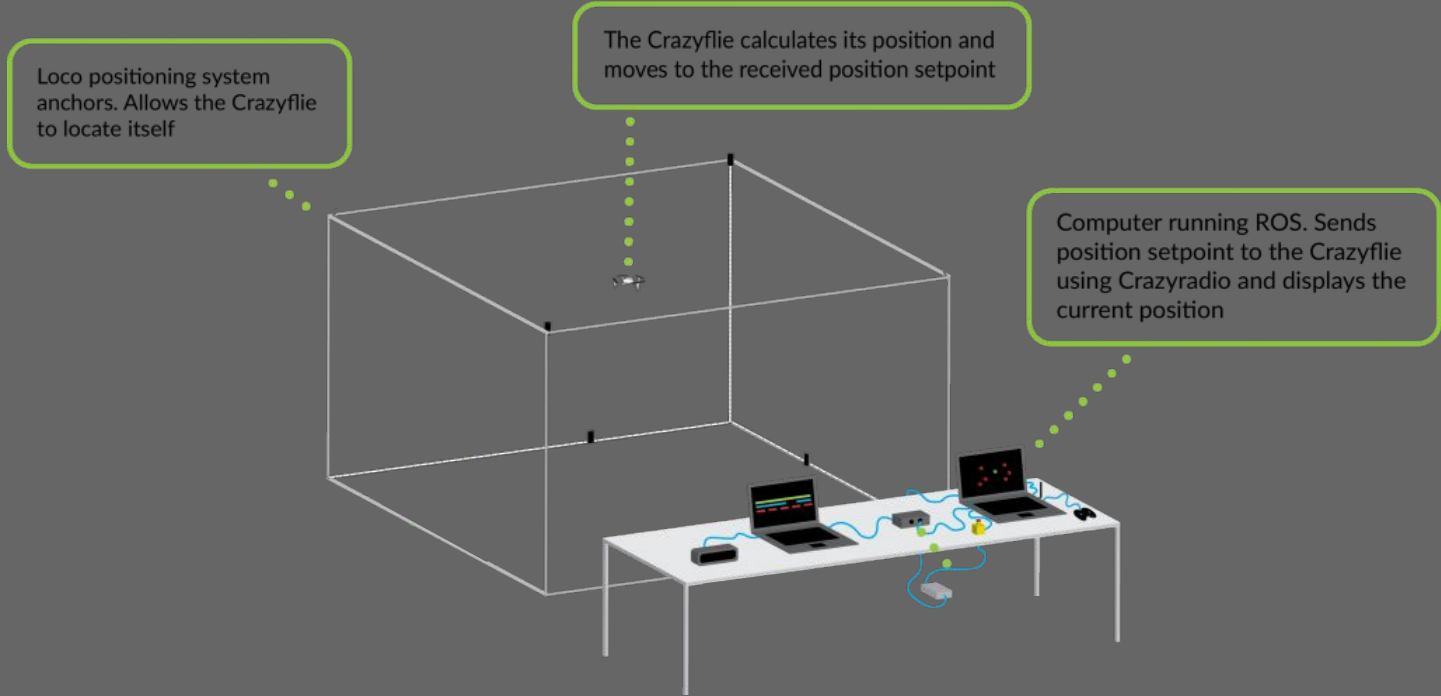 Loco positioning system
anchors. Allows the Crazyflie
to locate itself
The Crazyflie calculates its position and
moves to the received position setpoint
Computer running ROS. Sends
position setpoint to the Crazyflie
using Crazyradio and displays the
current position